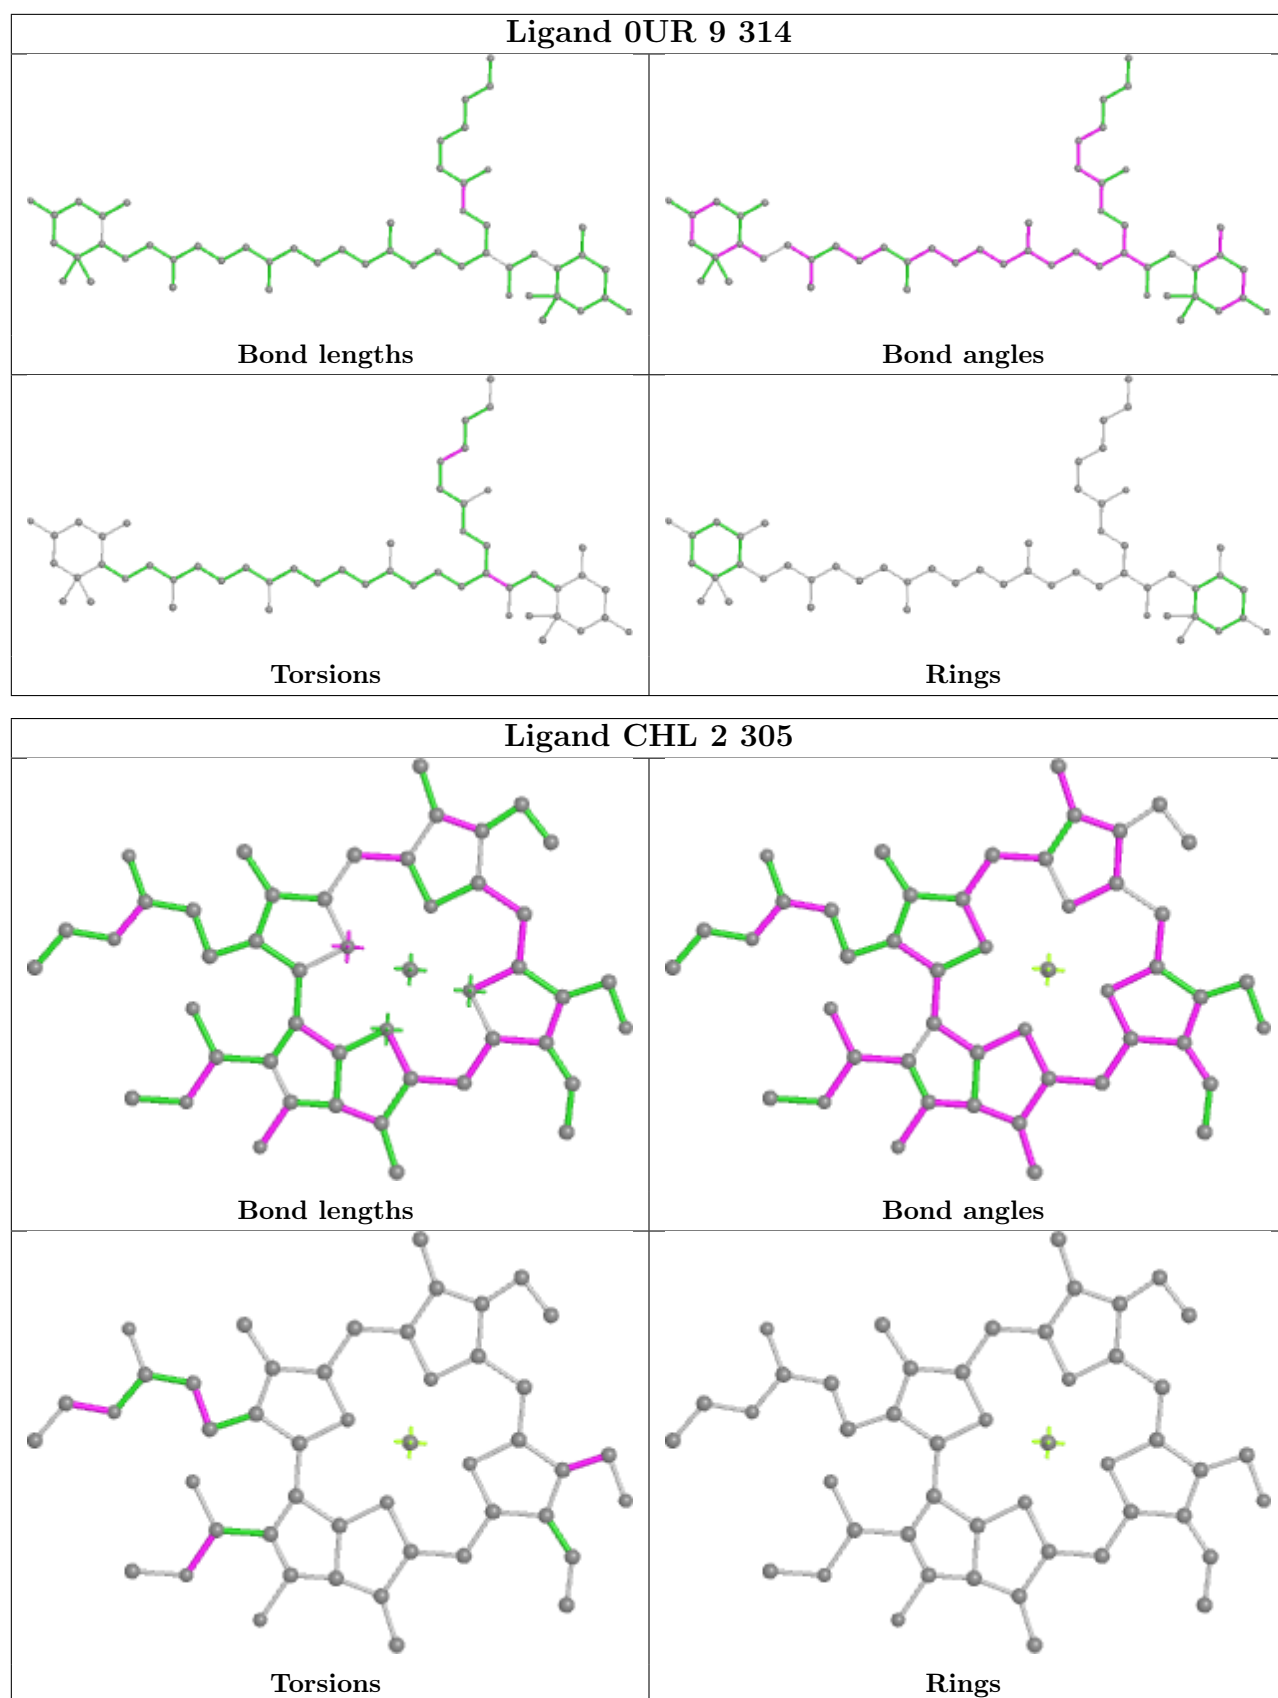 Ligand 0UR 9 314
Bond lengths
Bond angles
Torsions
Rings
Ligand CHL 2 305
Bond lengths
Bond angles
Torsions
Rings